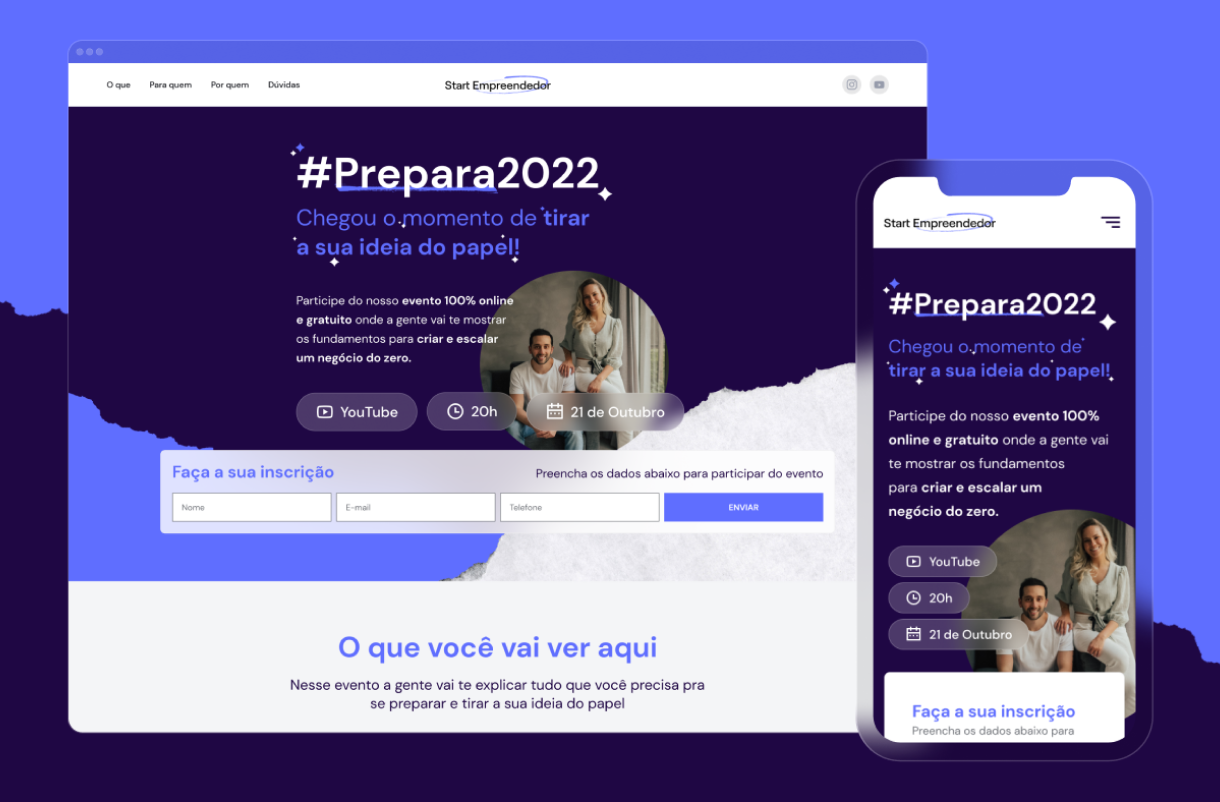 O que Para quem Por quem Dúvidas Start Empreendedor
#Prepara2022
Chegou o momento de tirar
a sua ideia do papel!
Participe do nosso evento 100% online
e gratuito onde a gente vai te mostrar
os fundamentos para criar e escalar
um negócio do zero.
YouTube 20h 21 de Outubro
Faça a sua inscrição Preencha os dados abaixo para participar do evento
Nome E-mail Telefone ENVIAR
O que você vai ver aqui
Nesse evento a gente vai te explicar tudo que você precisa pra
se preparar e tirar a sua ideia do papel
Start Empreendedor
#Prepara2022
Chegou o momento de
tirar a sua ideia do papel!
Participe do nosso evento 100%
online e gratuito onde a gente vai
te mostrar os fundamentos
para criar e escalar um
negócio do zero.
YouTube
20h
21 de Outubro
Faça a sua inscrição
Preencha os dados abaixo para